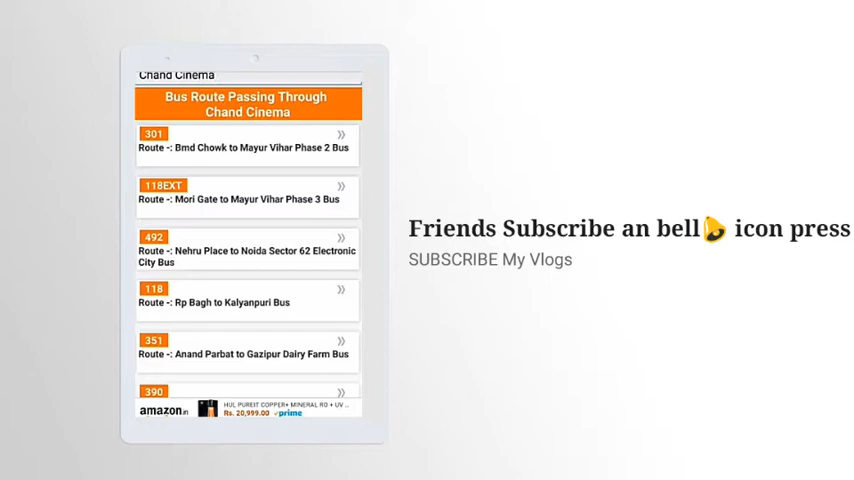 Chand Cinema
Bus Route Passing Through
Chand Cinema
301
Route -: Bmd Chowk to Mayur Vihar Phase 2 Bus
118EXT
Route -: Mori Gate to Mayur Vihar Phase 3 Bus
492
Route -: Nehru Place to Noida Sector 62 Electronic
City Bus
118
Route -: Rp Bagh to Kalyanpuri Bus
351
Route -: Anand Parbat to Gazipur Dairy Farm Bus
390
amazon.in
HUL PUREIT COPPER+ MINERAL RO + UV ...
Rs. 20,999.00 ✓prime
Friends Subscribe an bell🔔 icon press
SUBSCRIBE My Vlogs